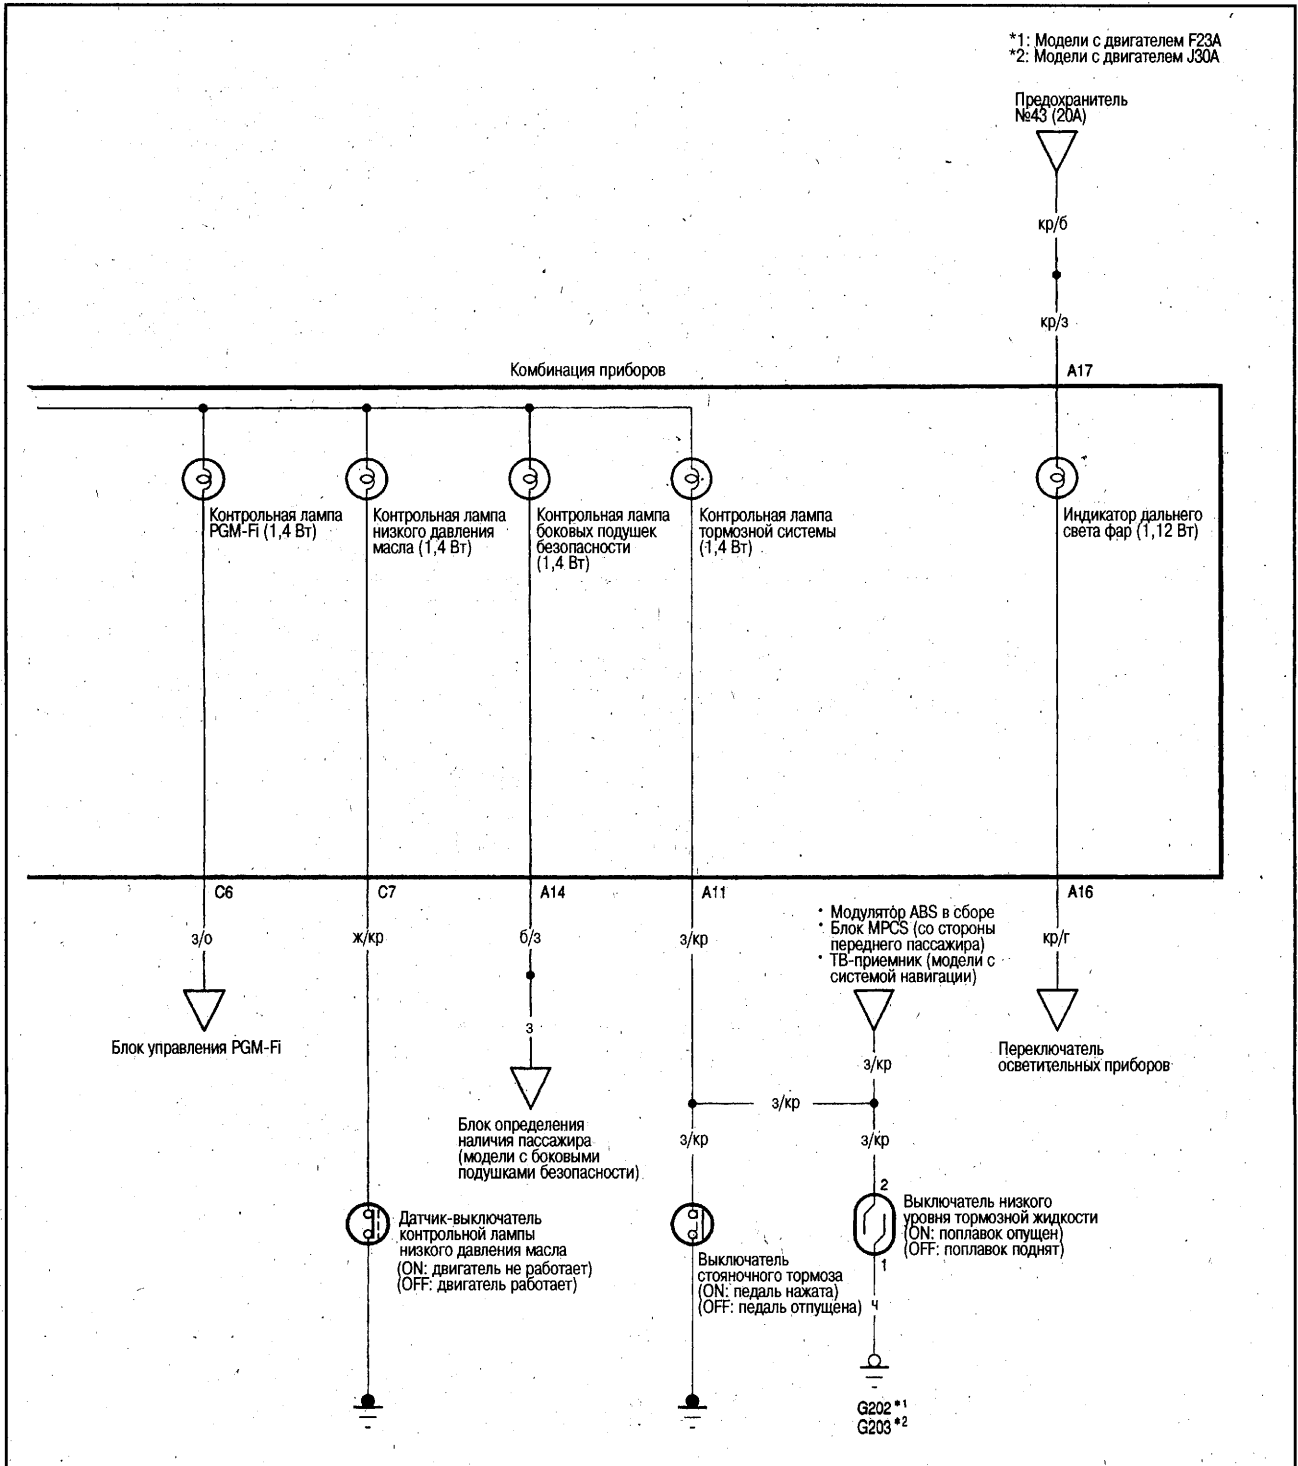 *1: Модели с двигателем F23A
*2: Модели с двигателем J30A
Предохранитель
№43 (20А)
кр/б
кр/з
Комбинация приборов
A17
Контрольная лампа
PGM-Fi (1,4 Вт)
Контрольная лампа
низкого давления
масла (1,4 Вт)
Контрольная лампа
боковых подушек
безопасности
(1,4 Вт)
Контрольная лампа
тормозной системы
(1,4 Вт)
Индикатор дальнего
света фар (1,12 Вт)
C6
C7
A14
A11
A16
з/о
ж/кр
б/з
з/кр
• Модулятор ABS в сборе
• Блок MPCS (со стороны
переднего пассажира)
• ТВ-приемник (модели с
системой навигации)
кр/г
Блок управления PGM-Fi
з
Переключатель
осветительных приборов
з/кр
з/кр
Блок определения
наличия пассажира
(модели с боковыми
подушками безопасности)
з/кр
з/кр
2
Датчик-выключатель
контрольной лампы
низкого давления масла
(ON: двигатель не работает)
(OFF: двигатель работает)
Выключатель низкого
уровня тормозной жидкости
(ON: поплавок опущен)
(OFF: поплавок поднят)
1
Выключатель
стояночного тормоза
(ON: педаль нажата)
(OFF: педаль отпущена)
ч
G202 *1
G203 *2